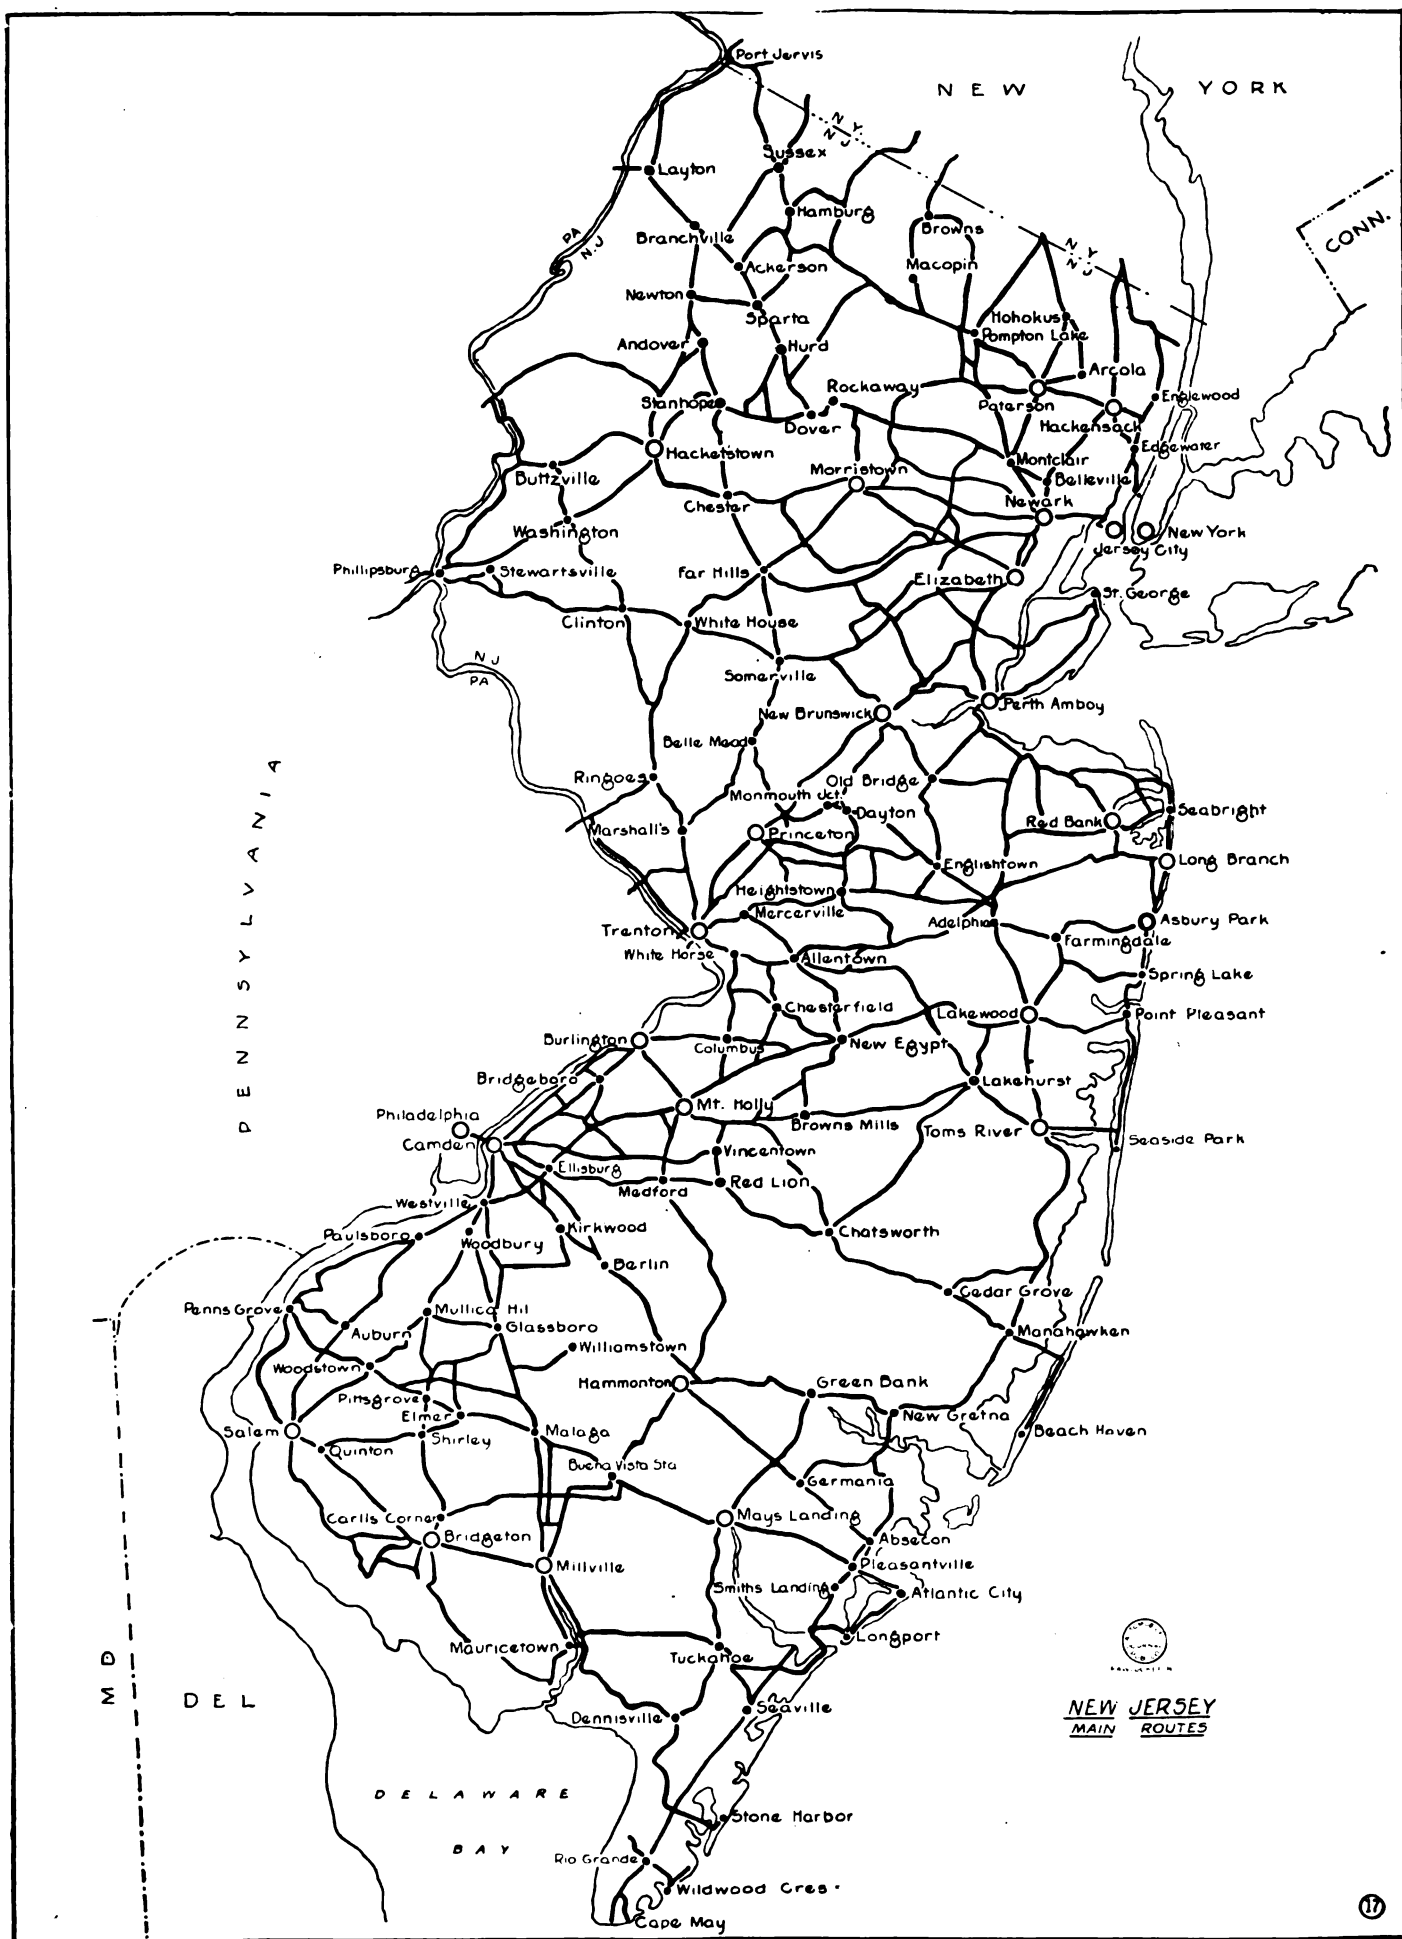 Port Jervis
NEW YORK
N.Y.
N J
Sussex
Layton
Hamburg
CONN.
Browns
PA
N.J
Branchville
N.Y
N J
Ackerson
Macopin
Newton
Sparta
Hohokus
Pompton Lake
Andover
Hurd
Arcola
Rockaway
Stanhope
Paterson
Englewood
Dover
Hackensack
Edgewater
Hacketstown
Montclair
Morristown
Buttzville
Belleville
Chester
Newark
Washington
New York
Jersey City
Phillipsburg
Stewartsville
Far Hills
Elizabeth
St. George
Clinton
White House
N J
PA
Somerville
New Brunswick
Perth Amboy
Belle Mead
Ringoes
Old Bridge
Monmouth Jct.
Dayton
Seabright
Red Bank
Marshall's
Princeton
Long Branch
Englishtown
Heightstown
Mercerville
Adelphia
Asbury Park
Trenton
Farmingdale
White Horse
Allentown
Spring Lake
PENNSYLVANIA
Chesterfield
Lakewood
Point Pleasant
Burlington
Columbus
New Egypt
Bridgeboro
Lakehurst
Mt. Holly
Philadelphia
Browns Mills
Toms River
Camden
Seaside Park
Vincentown
Ellisburg
Medford
Red Lion
Westville
Kirkwood
Chatsworth
Paulsboro
Woodbury
Berlin
Cedar Grove
Penns Grove
Mullica Hil
Auburn
Glassboro
Manahawken
Williamstown
Woodstown
Hammonton
Green Bank
Pittsgrove
Elmer
New Gretna
Salem
Shirley
Malaga
Beach Haven
Quinton
Buena Vista Sta
Germania
Carlls Corner
Mays Landing
Bridgeton
Absecon
Millville
Pleasantville
Smiths Landing
Atlantic City
Longport
Mauricetown
Tuckahoe
MD
DEL
Seaville
Dennisville
NEW JERSEY
MAIN ROUTES
DELAWARE
BAY
Stone Harbor
Rio Grande
Wildwood Cres.
Cape May
17